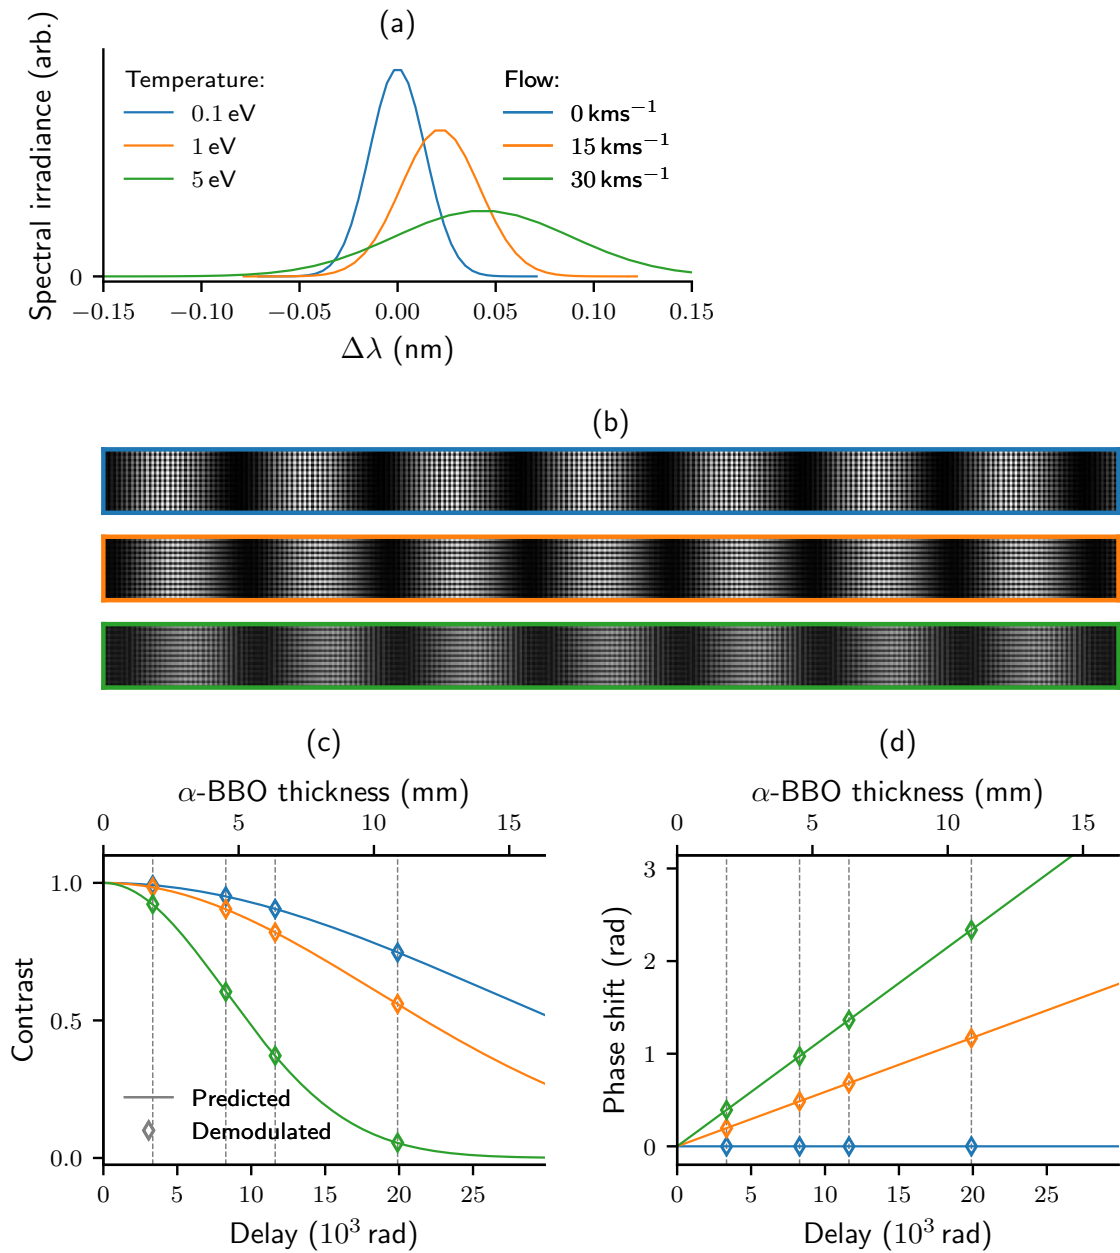 (a)
Spectral irradiance (arb.)
Temperature:
0.1 eV
1 eV
5 eV
Flow:
0 kms⁻¹
15 kms⁻¹
30 kms⁻¹
0
−0.15 −0.10 −0.05 0.00 0.05 0.10 0.15
Δλ (nm)
(b)
(c)
α-BBO thickness (mm)
0 5 10 15
Contrast
1.0
0.5
0.0
Predicted
Demodulated
0 5 10 15 20 25
Delay (10³ rad)
(d)
α-BBO thickness (mm)
0 5 10 15
Phase shift (rad)
3
2
1
0
0 5 10 15 20 25
Delay (10³ rad)